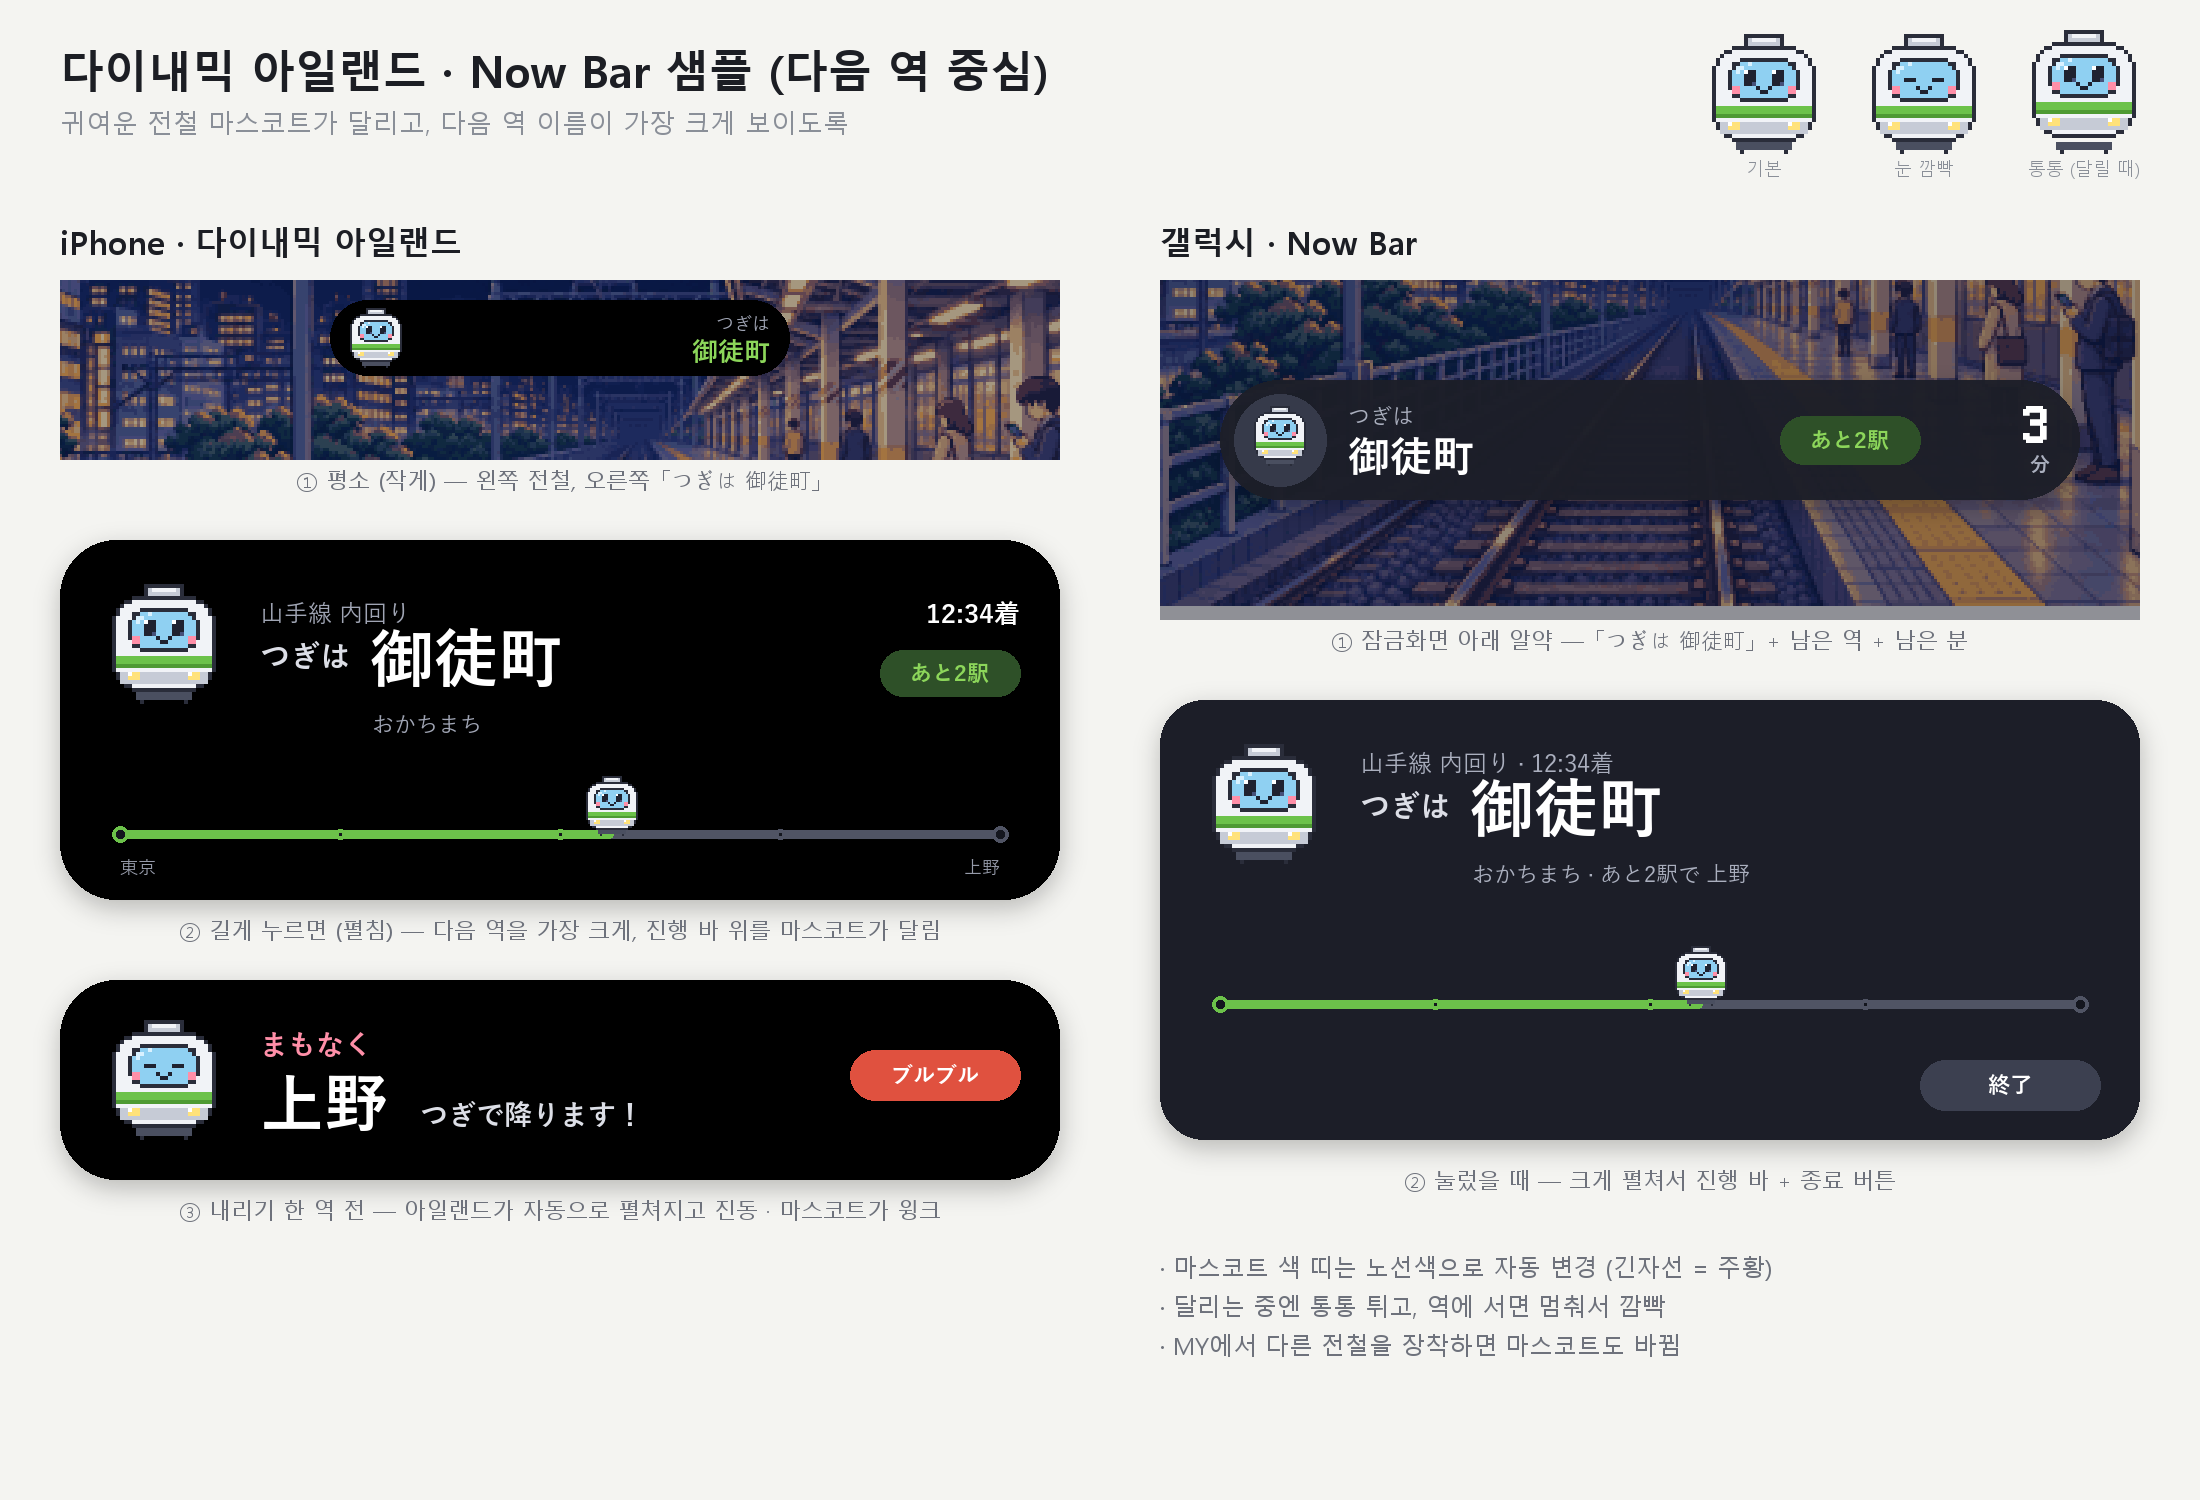 다이내믹 아일랜드 · Now Bar 샘플 (다음 역 중심)
귀여운 전철 마스코트가 달리고, 다음 역 이름이 가장 크게 보이도록
기본
눈 깜빡
통통 (달릴 때)
iPhone · 다이내믹 아일랜드
つぎは
御徒町
① 평소 (작게) — 왼쪽 전철, 오른쪽「つぎは 御徒町」
山手線 内回り
12:34着
つぎは 御徒町
あと2駅
おかちまち
東京
上野
② 길게 누르면 (펼침) — 다음 역을 가장 크게, 진행 바 위를 마스코트가 달림
まもなく
上野 つぎで降ります！
ブルブル
③ 내리기 한 역 전 — 아일랜드가 자동으로 펼쳐지고 진동 · 마스코트가 윙크
갤럭시 · Now Bar
つぎは
御徒町
あと2駅
3
分
① 잠금화면 아래 알약 —「つぎは 御徒町」+ 남은 역 + 남은 분
山手線 内回り · 12:34着
つぎは 御徒町
おかちまち · あと2駅で 上野
終了
② 눌렀을 때 — 크게 펼쳐서 진행 바 + 종료 버튼
· 마스코트 색 띠는 노선색으로 자동 변경 (긴자선 = 주황)
· 달리는 중엔 통통 튀고, 역에 서면 멈춰서 깜빡
· MY에서 다른 전철을 장착하면 마스코트도 바뀜